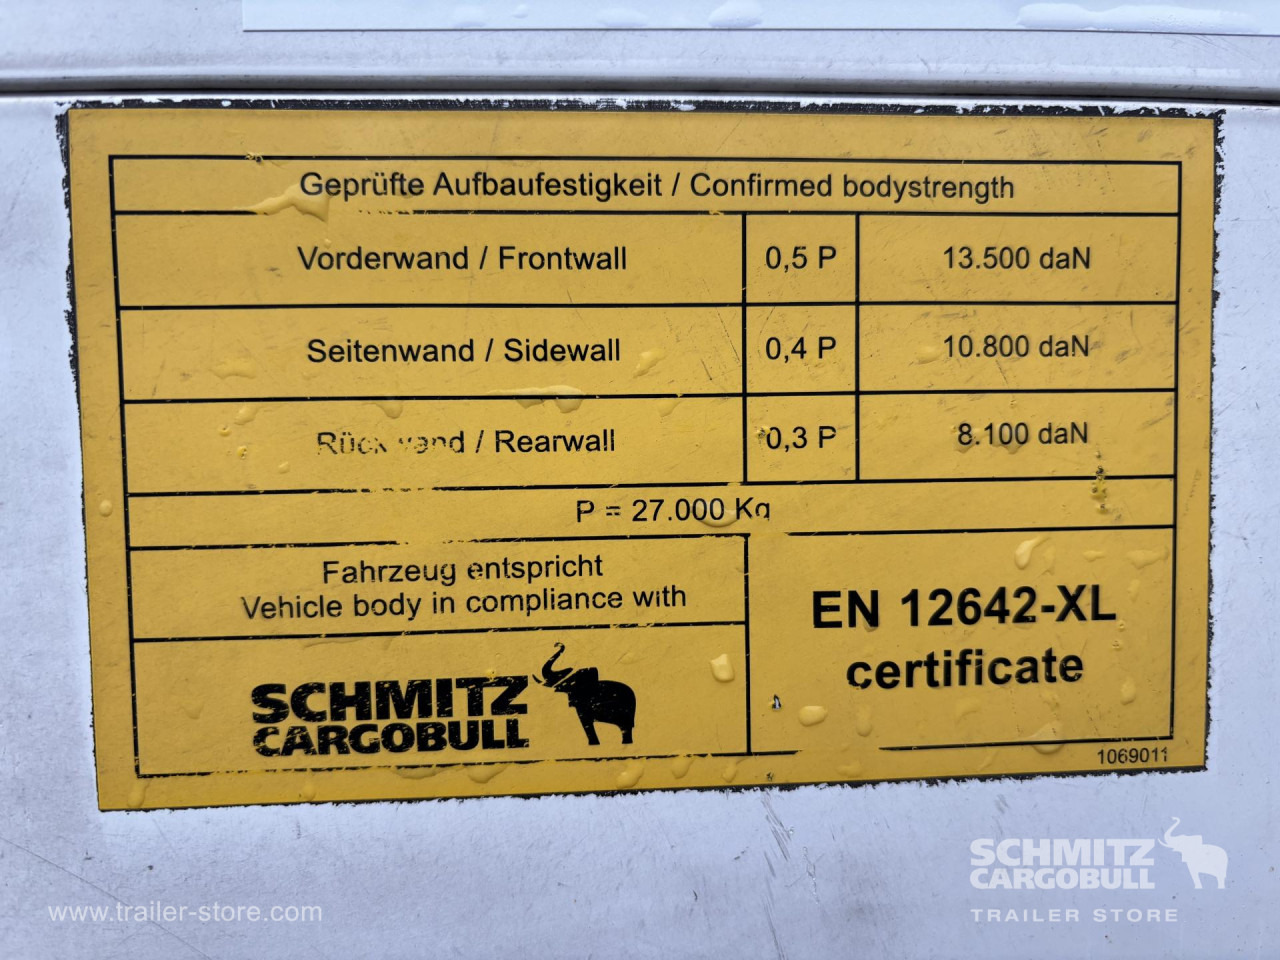 Geprüfte Aufbaufestigkeit / Confirmed bodystrength
Vorderwand / Frontwall 0,5 P 13.500 daN
Seitenwand / Sidewall 0,4 P 10.800 daN
Rückwand / Rearwall 0,3 P 8.100 daN
P = 27.000 Kg
Fahrzeug entspricht
Vehicle body in compliance with
EN 12642-XL
certificate
SCHMITZ
CARGOBULL
1069011
www.trailer-store.com
SCHMITZ
CARGOBULL
TRAILER STORE